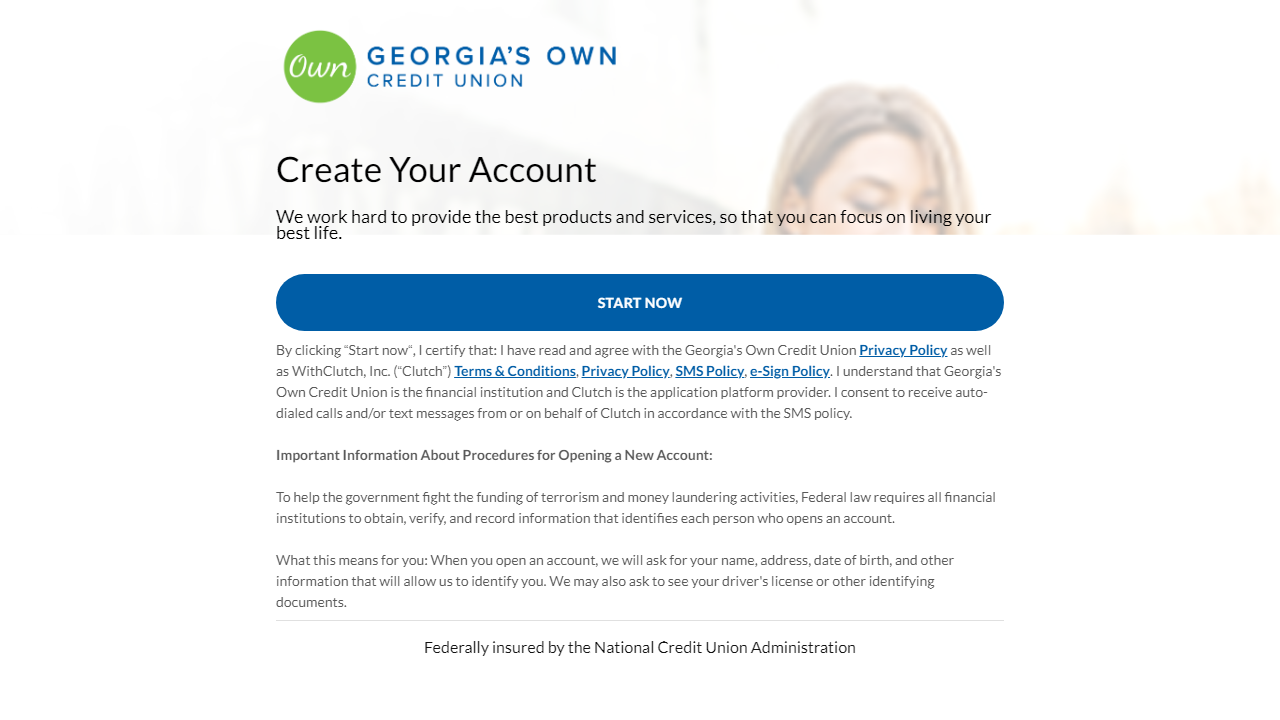 Own
GEORGIA'S OWN
CREDIT UNION
Create Your Account
We work hard to provide the best products and services, so that you can focus on living your
best life.
START NOW
By clicking “Start now“, I certify that: I have read and agree with the Georgia's Own Credit Union Privacy Policy as well
as WithClutch, Inc. (“Clutch”) Terms & Conditions, Privacy Policy, SMS Policy, e-Sign Policy. I understand that Georgia's
Own Credit Union is the financial institution and Clutch is the application platform provider. I consent to receive auto-
dialed calls and/or text messages from or on behalf of Clutch in accordance with the SMS policy.
Important Information About Procedures for Opening a New Account:
To help the government fight the funding of terrorism and money laundering activities, Federal law requires all financial
institutions to obtain, verify, and record information that identifies each person who opens an account.
What this means for you: When you open an account, we will ask for your name, address, date of birth, and other
information that will allow us to identify you. We may also ask to see your driver's license or other identifying
documents.
Federally insured by the National Credit Union Administration